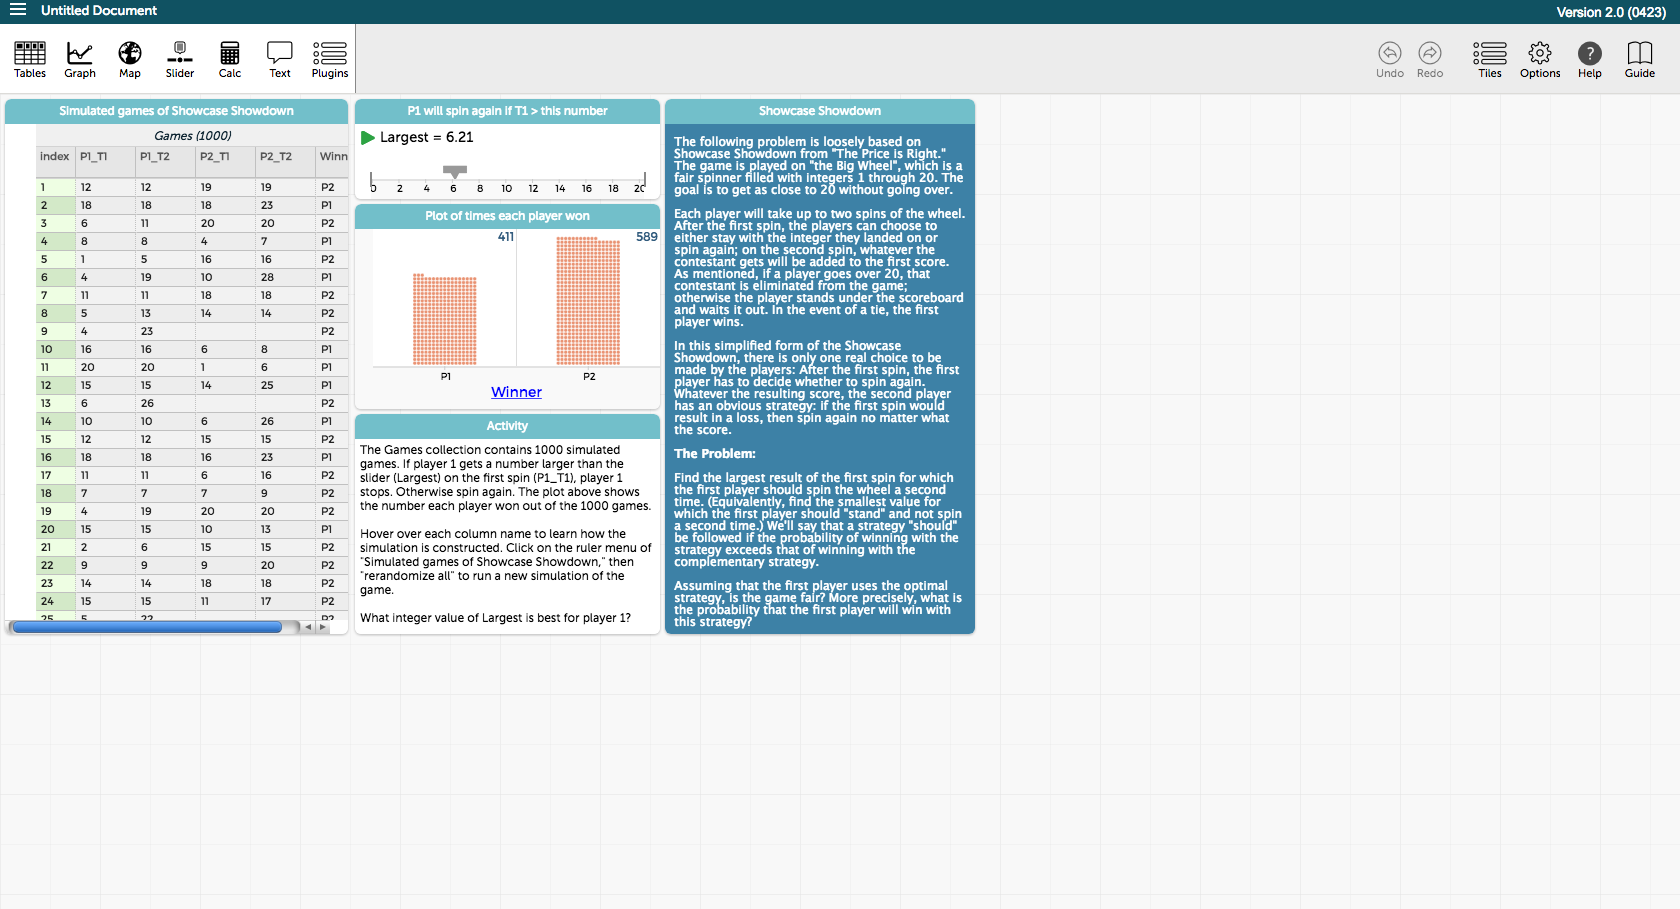 Untitled Document
Version 2.0 (0423)
Tables
Graph
Map
Slider
Calc
Text
Plugins
Undo
Redo
Tiles
Options
Help
Guide
Simulated games of Showcase Showdown
Games (1000)
index P1_T1 P1_T2 P2_T1 P2_T2 Winn
1 12 12 19 19 P2
2 18 18 18 23 P1
3 6 11 20 20 P2
4 8 8 4 7 P1
5 1 5 16 16 P2
6 4 19 10 28 P1
7 11 11 18 18 P2
8 5 13 14 14 P2
9 4 23 P2
10 16 16 6 8 P1
11 20 20 1 6 P1
12 15 15 14 25 P1
13 6 26 P2
14 10 10 6 26 P1
15 12 12 15 15 P2
16 18 18 16 23 P1
17 11 11 6 16 P2
18 7 7 7 9 P2
19 4 19 20 20 P2
20 15 15 10 13 P1
21 2 6 15 15 P2
22 9 9 9 20 P2
23 14 14 18 18 P2
24 15 15 11 17 P2
25 5 22 P2
P1 will spin again if T1 > this number
Largest = 6.21
0 2 4 6 8 10 12 14 16 18 20
Plot of times each player won
411 589
P1 P2
Winner
Activity
The Games collection contains 1000 simulated
games. If player 1 gets a number larger than the
slider (Largest) on the first spin (P1_T1), player 1
stops. Otherwise spin again. The plot above shows
the number each player won out of the 1000 games.
Hover over each column name to learn how the
simulation is constructed. Click on the ruler menu of
"Simulated games of Showcase Showdown," then
"rerandomize all" to run a new simulation of the
game.
What integer value of Largest is best for player 1?
Showcase Showdown
The following problem is loosely based on
Showcase Showdown from "The Price is Right."
The game is played on "the Big Wheel", which is a
fair spinner filled with integers 1 through 20. The
goal is to get as close to 20 without going over.
Each player will take up to two spins of the wheel.
After the first spin, the players can choose to
either stay with the integer they landed on or
spin again; on the second spin, whatever the
contestant gets will be added to the first score.
As mentioned, if a player goes over 20, that
contestant is eliminated from the game;
otherwise the player stands under the scoreboard
and waits it out. In the event of a tie, the first
player wins.
In this simplified form of the Showcase
Showdown, there is only one real choice to be
made by the players: After the first spin, the first
player has to decide whether to spin again.
Whatever the resulting score, the second player
has an obvious strategy: if the first spin would
result in a loss, then spin again no matter what
the score.
The Problem:
Find the largest result of the first spin for which
the first player should spin the wheel a second
time. (Equivalently, find the smallest value for
which the first player should "stand" and not spin
a second time.) We'll say that a strategy "should"
be followed if the probability of winning with the
strategy exceeds that of winning with the
complementary strategy.
Assuming that the first player uses the optimal
strategy, is the game fair? More precisely, what is
the probability that the first player will win with
this strategy?